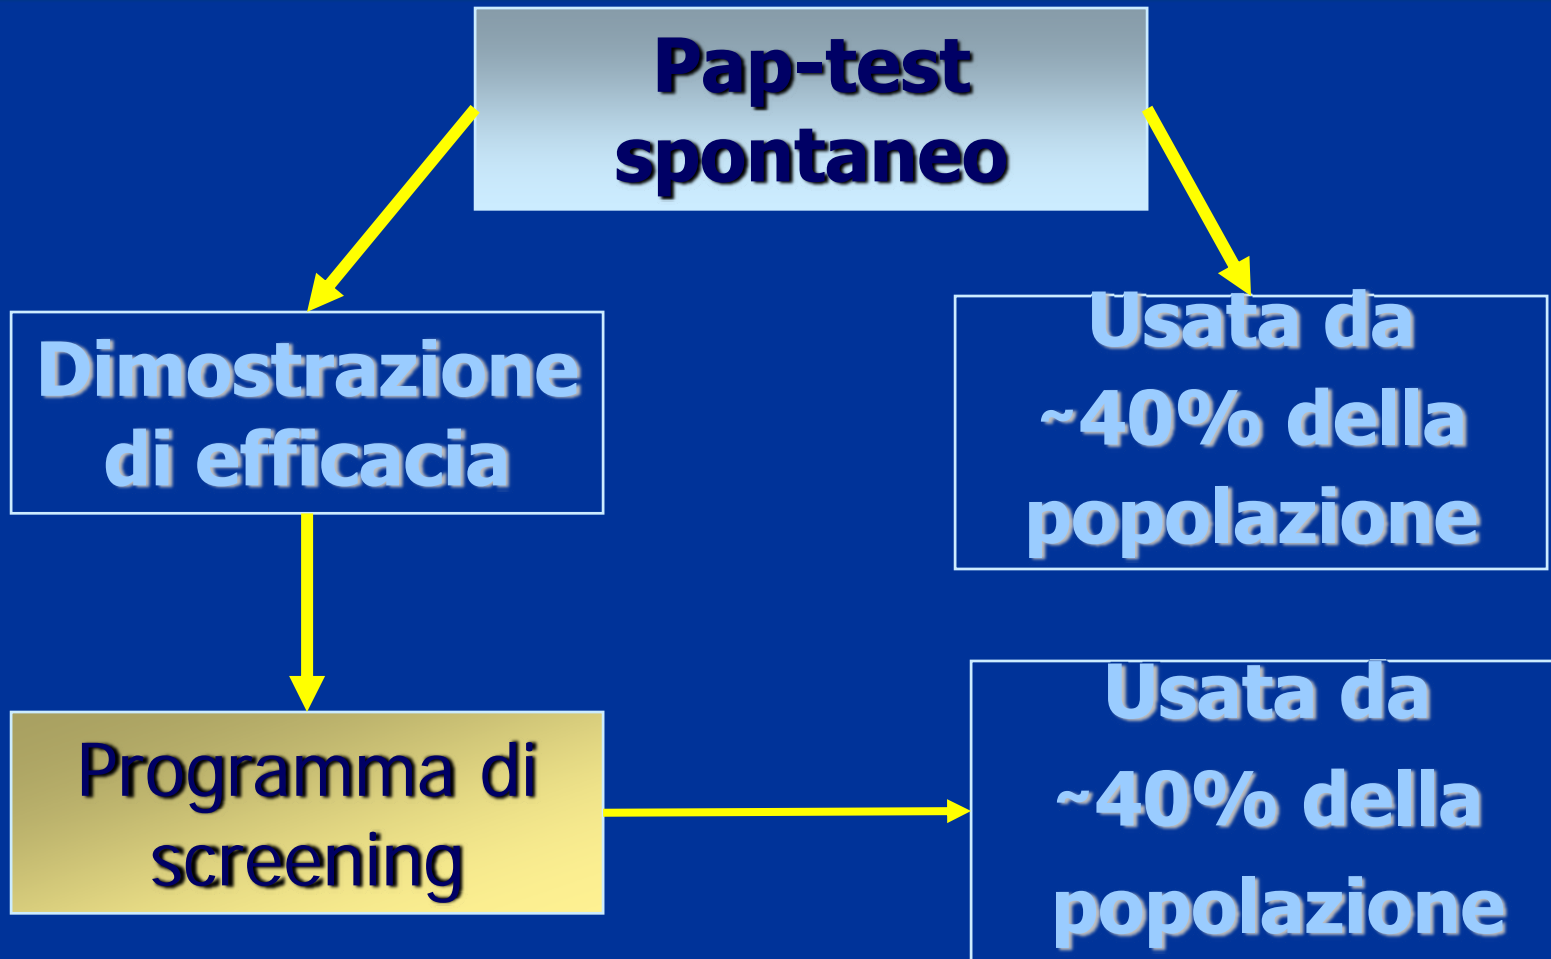 Pap-test
spontaneo
Dimostrazione
di efficacia
Usata da
~40% della
popolazione
Programma di
screening
Usata da
~40% della
popolazione